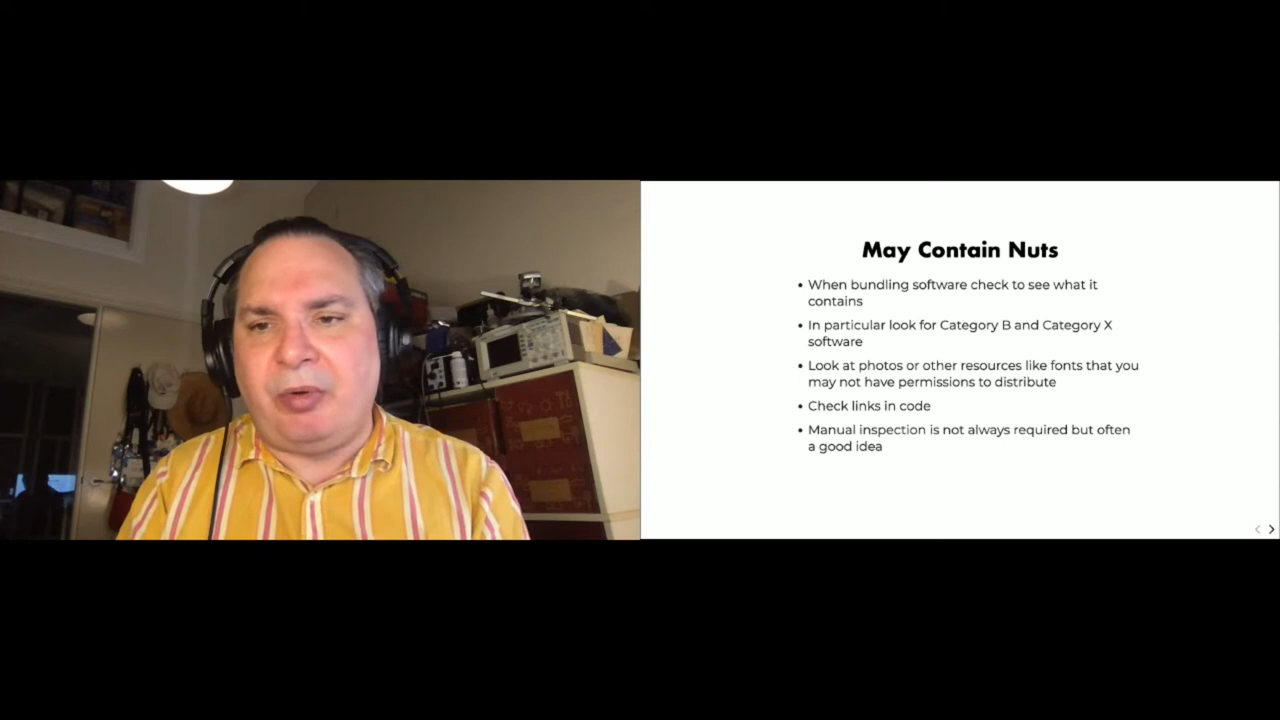 May Contain Nuts
• When bundling software check to see what it
contains
• In particular look for Category B and Category X
software
• Look at photos or other resources like fonts that you
may not have permissions to distribute
• Check links in code
• Manual inspection is not always required but often
a good idea